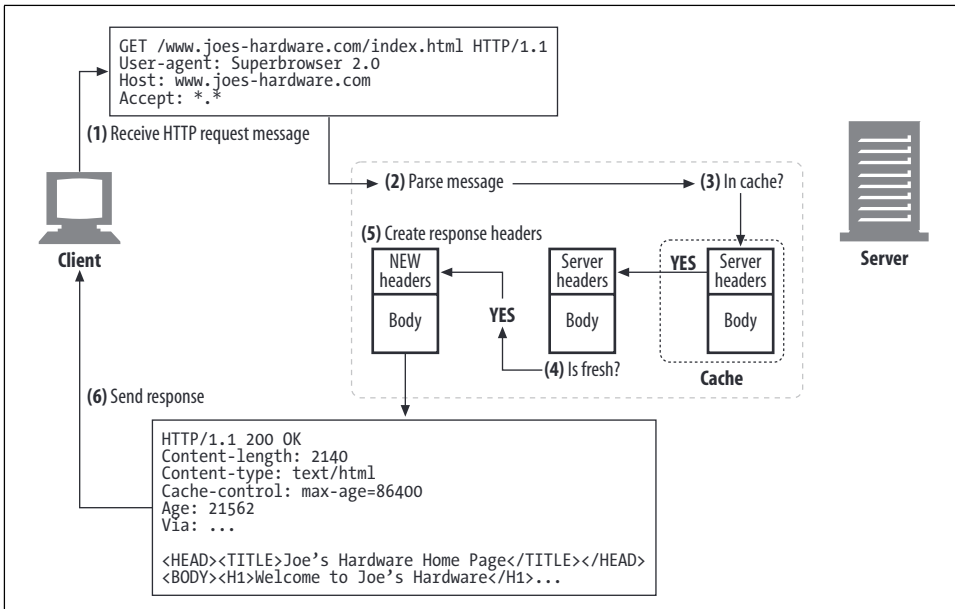 GET /www.joes-hardware.com/index.html HTTP/1.1
User-agent: Superbrowser 2.0
Host: www.joes-hardware.com
Accept: *.*
(1) Receive HTTP request message
(2) Parse message
(3) In cache?
(5) Create response headers
Client
Server
NEW
headers
Body
YES
Server
headers
Body
YES
Server
headers
Body
(4) Is fresh?
Cache
(6) Send response
HTTP/1.1 200 OK
Content-length: 2140
Content-type: text/html
Cache-control: max-age=86400
Age: 21562
Via: ...
<HEAD><TITLE>Joe's Hardware Home Page</TITLE></HEAD>
<BODY><H1>Welcome to Joe's Hardware</H1>...